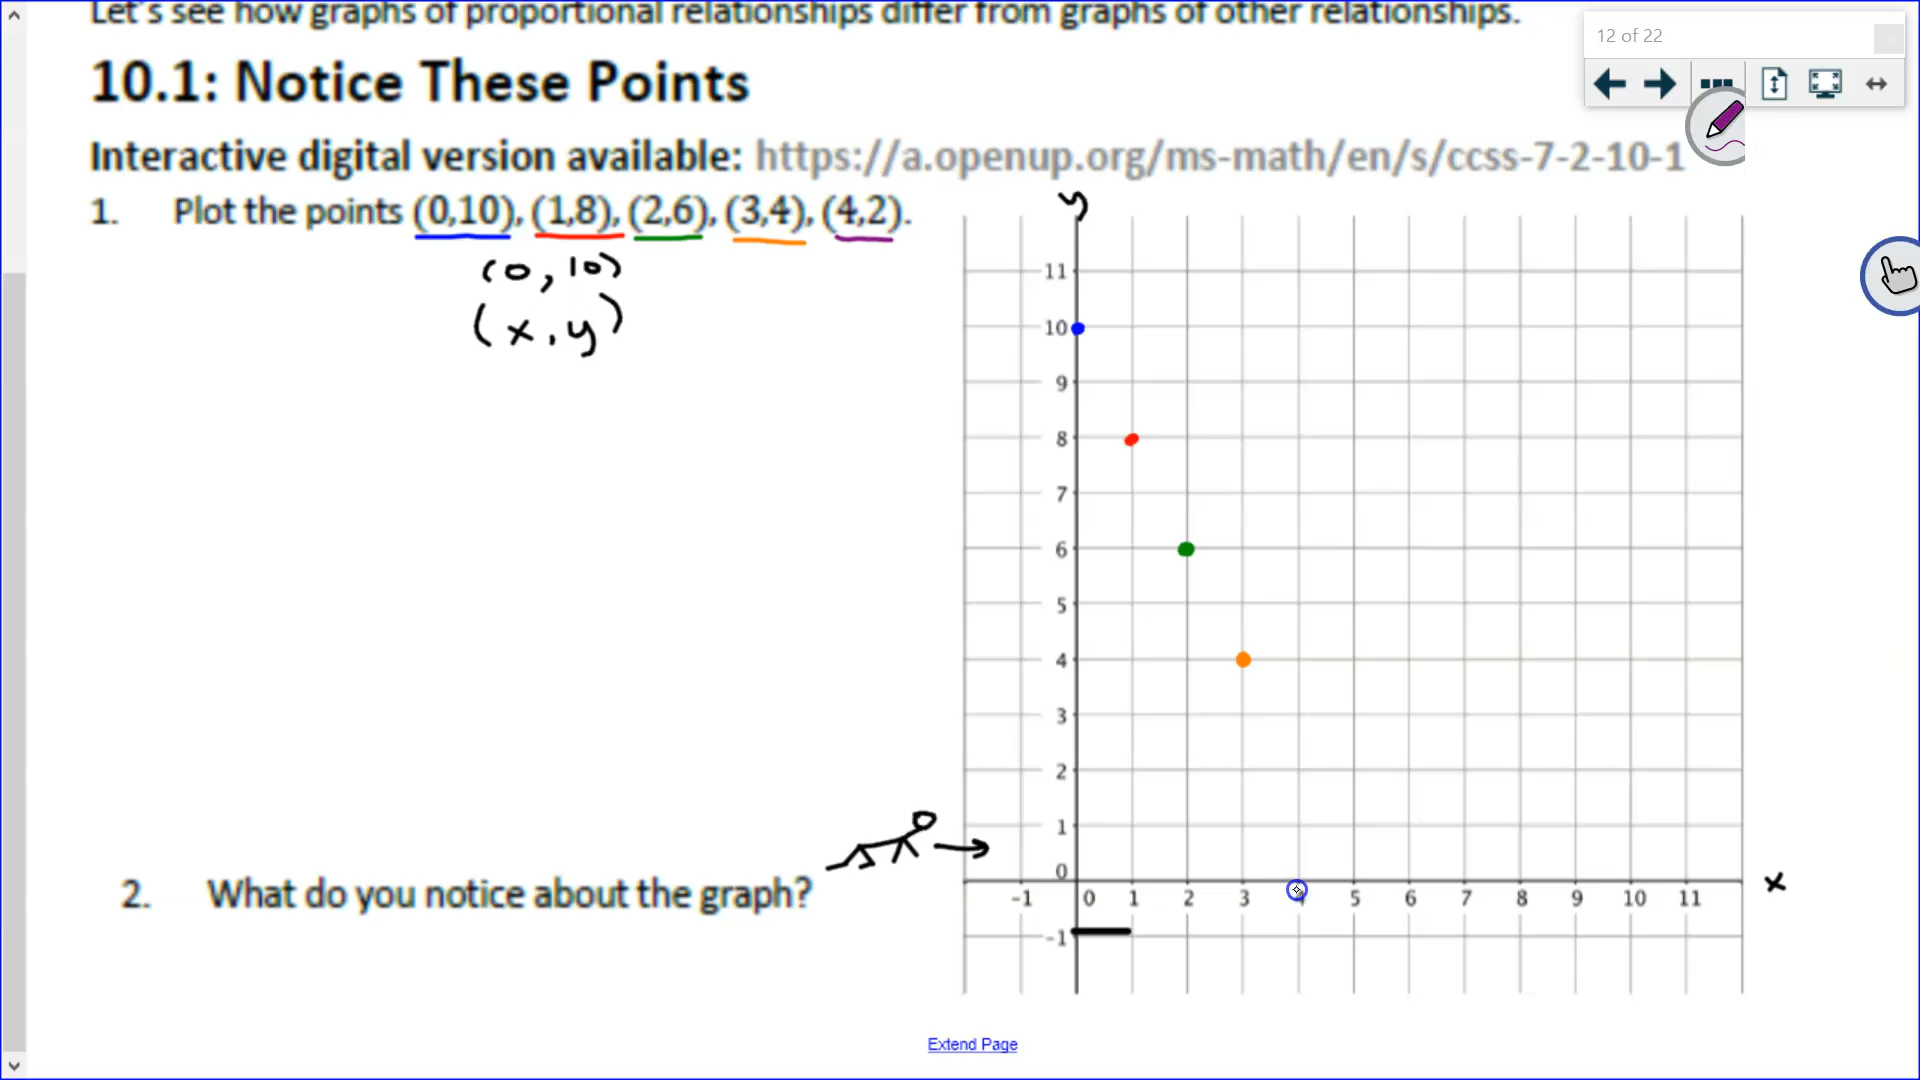 Let's see how graphs of proportional relationships differ from graphs of other relationships.
12 of 22
10.1: Notice These Points
Interactive digital version available: https://a.openup.org/ms-math/en/s/ccss-7-2-10-1
1. Plot the points (0,10), (1,8), (2,6), (3,4), (4,2).
(0,10)
(x,y)
y
11
10
9
8
7
6
5
4
3
2
1
0
x
-1 0 1 2 3 4 5 6 7 8 9 10 11
-1
2. What do you notice about the graph?
Extend Page